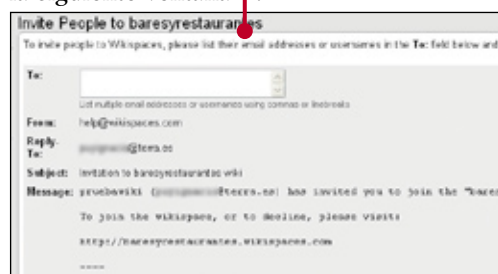 Invite People to baresyrestaurantes
To invite people to Wikispaces, please list their email addresses or usernames in the To: field below and
To:
List multiple email addresses or usernames using commas or linebreaks
From: help@wikispaces.com
Reply-To: @terra.es
Subject: Invitation to baresyrestaurantes wiki
Message: pruebawiki ( @terra.es) has invited you to join the "bares
To join the wikispace, or to decline, please visit:
http://baresyrestaurantes.wikispaces.com
----